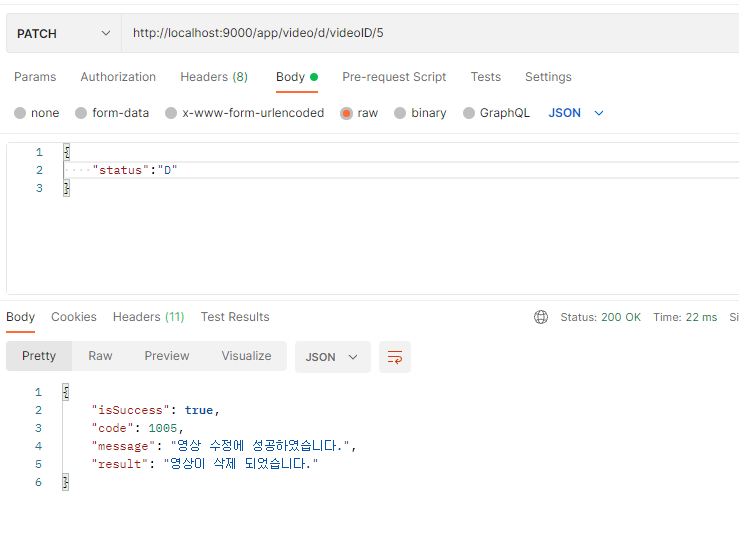 PATCH http://localhost:9000/app/video/d/videoID/5
Params Authorization Headers (8) Body Pre-request Script Tests Settings
none form-data x-www-form-urlencoded raw binary GraphQL JSON
1 {
2 "status":"D"
3 }
Body Cookies Headers (11) Test Results Status: 200 OK Time: 22 ms Si
Pretty Raw Preview Visualize JSON
1 {
2 "isSuccess": true,
3 "code": 1005,
4 "message": "영상 수정에 성공하였습니다.",
5 "result": "영상이 삭제 되었습니다."
6 }